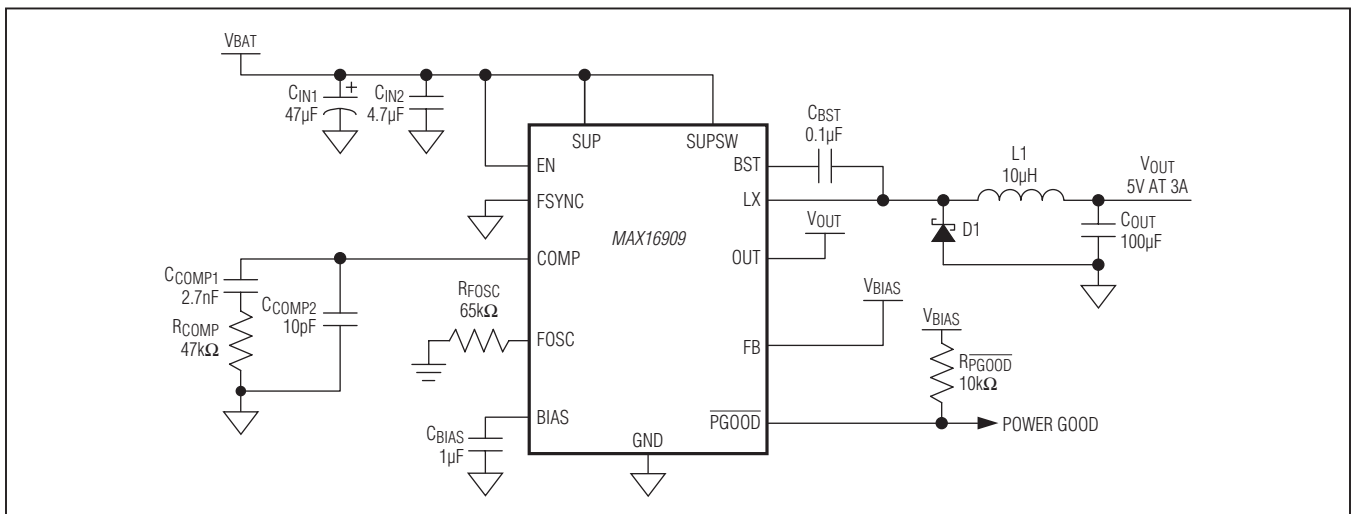 VBAT
CIN1
47µF
+
CIN2
4.7µF
SUP
SUPSW
EN
FSYNC
COMP
FOSC
BIAS
GND
MAX16909
BST
LX
OUT
FB
PGOOD
CBST
0.1µF
L1
10µH
VOUT
5V AT 3A
D1
COUT
100µF
VOUT
VBIAS
VBIAS
RPGOOD
10kΩ
POWER GOOD
CCOMP1
2.7nF
RCOMP
47kΩ
CCOMP2
10pF
RFOSC
65kΩ
CBIAS
1µF